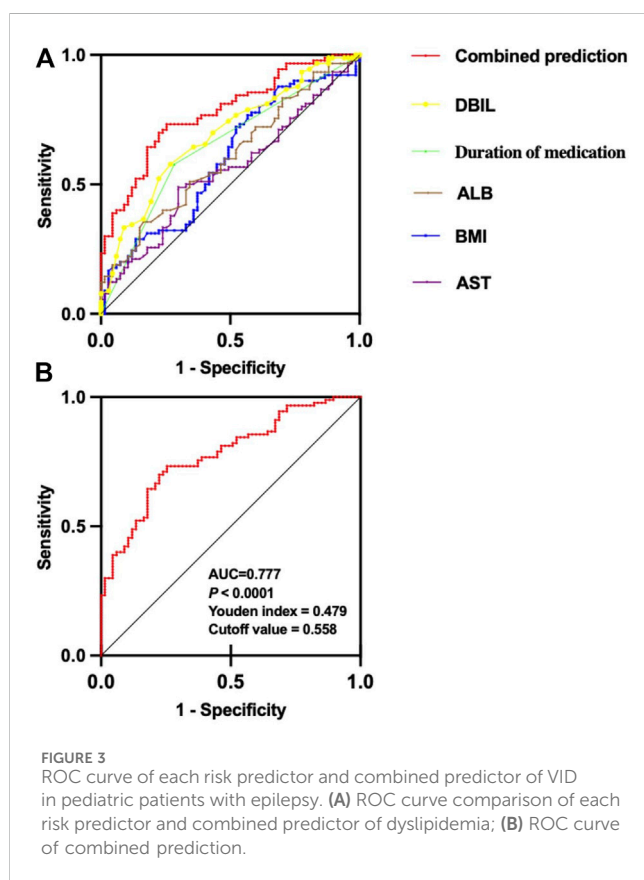 A
1.0
0.5
0.0
Sensitivity
0.0
0.5
1.0
1 - Specificity
Combined prediction
DBIL
Duration of medication
ALB
BMI
AST
B
1.0
0.5
0.0
Sensitivity
AUC=0.777
P < 0.0001
Youden index = 0.479
Cutoff value = 0.558
0.0
0.5
1.0
1 - Specificity
FIGURE 3
ROC curve of each risk predictor and combined predictor of VID
in pediatric patients with epilepsy. (A) ROC curve comparison of each
risk predictor and combined predictor of dyslipidemia; (B) ROC curve
of combined prediction.